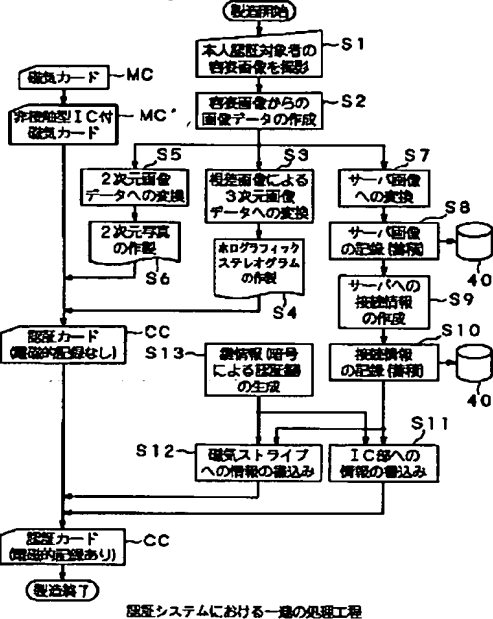 製造開始
本人認証対象者の
容姿画像を撮影
S1
磁気カード
MC
容姿画像からの
画像データの作成
S2
非接触型IC付
磁気カード
MC'
S5
2次元画像
データへの変換
S3
視差画像による
3次元画像
データへの変換
S7
サーバ画像
への変換
S8
サーバ画像
の記録(蓄積)
40
2次元写真
の作製
S6
ホログラフィック
ステレオグラム
の作製
S4
サーバへの
接続情報
の作成
S9
認証カード
(電磁的記録なし)
CC
S13
鍵情報(暗号
による認証鍵)
の生成
S10
接続情報
の記録(蓄積)
40
S12
磁気ストライプ
への情報の書込み
S11
IC部への
情報の書込み
認証カード
(電磁的記録あり)
CC
製造終了
認証システムにおける一連の処理工程